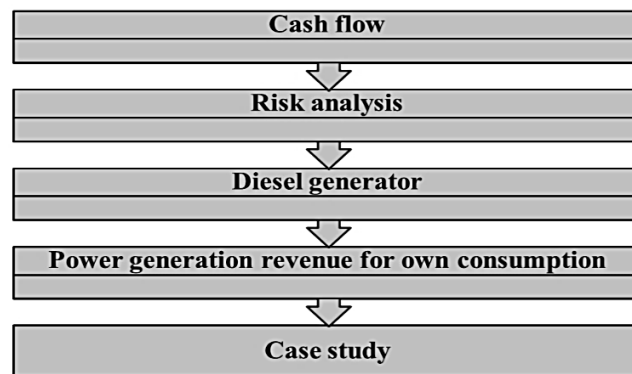 Cash flow
Risk analysis
Diesel generator
Power generation revenue for own consumption
Case study